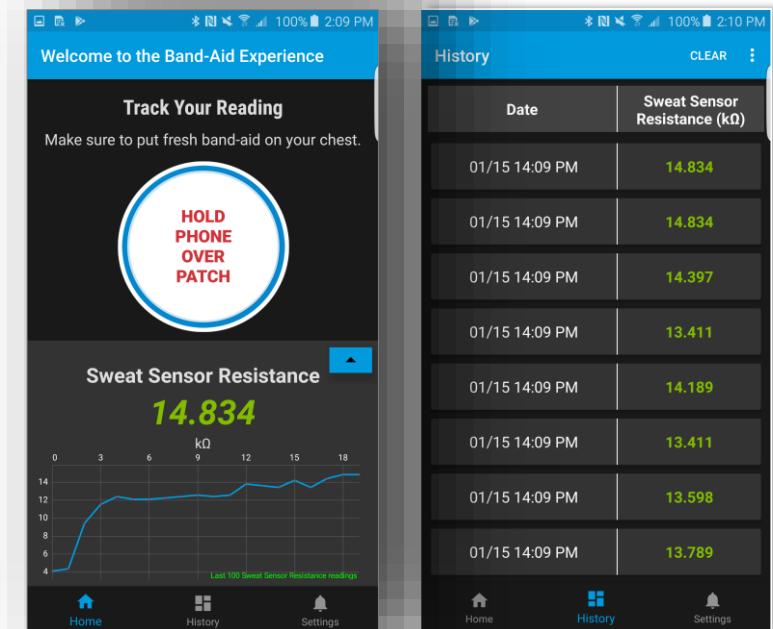 100% 2:09 PM
Welcome to the Band-Aid Experience
Track Your Reading
Make sure to put fresh band-aid on your chest.
HOLD
PHONE
OVER
PATCH
Sweat Sensor Resistance
14.834
kΩ
0 3 6 9 12 15 18
14
12
10
8
6
4
Last 100 Sweat Sensor Resistance readings
Home History Settings
100% 2:10 PM
History CLEAR
Date Sweat Sensor
Resistance (kΩ)
01/15 14:09 PM 14.834
01/15 14:09 PM 14.834
01/15 14:09 PM 14.397
01/15 14:09 PM 13.411
01/15 14:09 PM 14.189
01/15 14:09 PM 13.411
01/15 14:09 PM 13.598
01/15 14:09 PM 13.789
Home History Settings